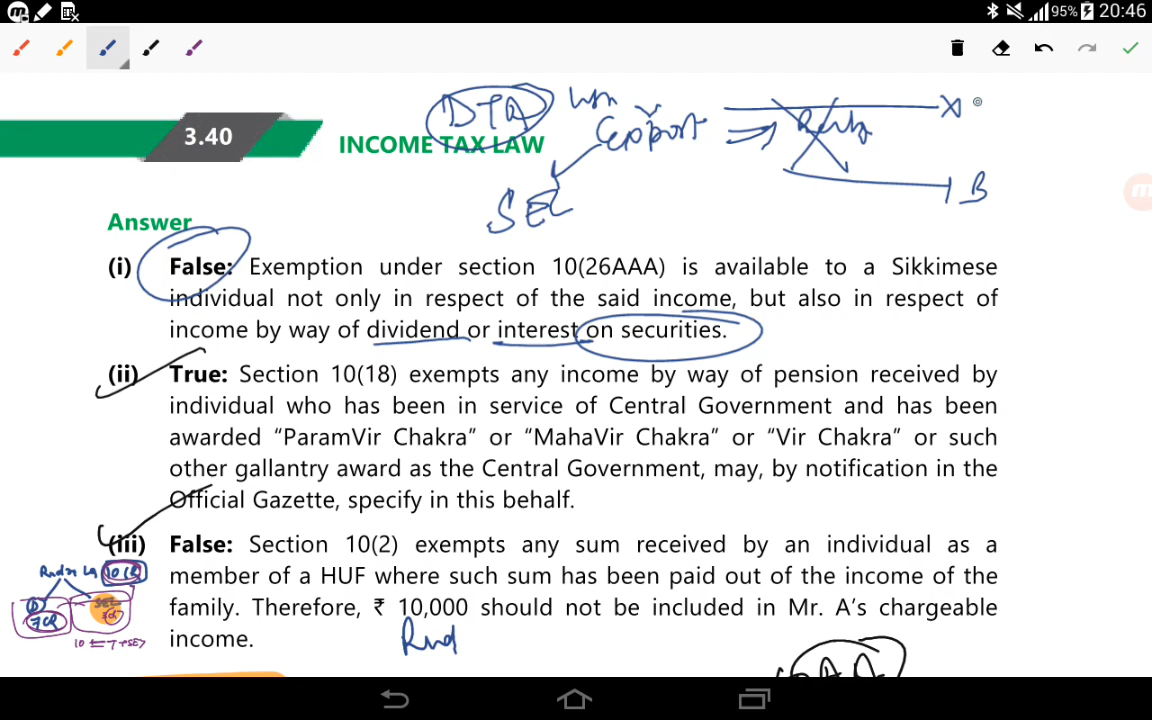 95% 20:46
DTA
3.40
INCOME TAX LAW
X
B
SEZ
Answer
(i) False: Exemption under section 10(26AAA) is available to a Sikkimese
individual not only in respect of the said income, but also in respect of
income by way of dividend or interest on securities.
(ii) True: Section 10(18) exempts any income by way of pension received by
individual who has been in service of Central Government and has been
awarded “ParamVir Chakra” or “MahaVir Chakra” or “Vir Chakra” or such
other gallantry award as the Central Government, may, by notification in the
Official Gazette, specify in this behalf.
(iii) False: Section 10(2) exempts any sum received by an individual as a
member of a HUF where such sum has been paid out of the income of the
family. Therefore, ₹ 10,000 should not be included in Mr. A’s chargeable
income.